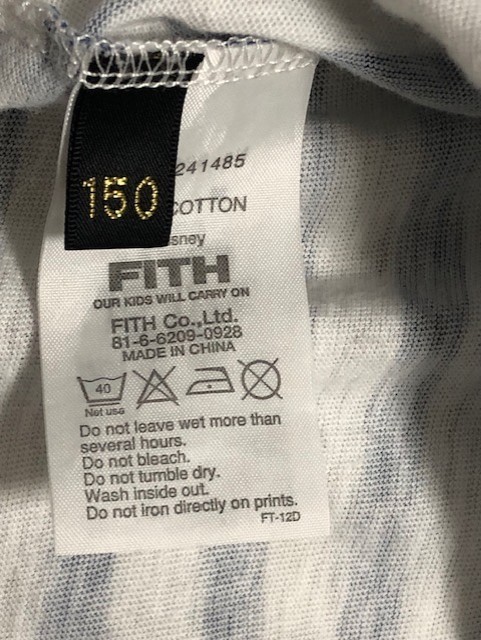 150
241485
COTTON
FITH
OUR KIDS WILL CARRY ON
FITH Co.,Ltd.
81-6-6209-0928
MADE IN CHINA
40
Not use
Do not leave wet more than
several hours.
Do not bleach.
Do not tumble dry.
Wash inside out.
Do not iron directly on prints.
FT-12D